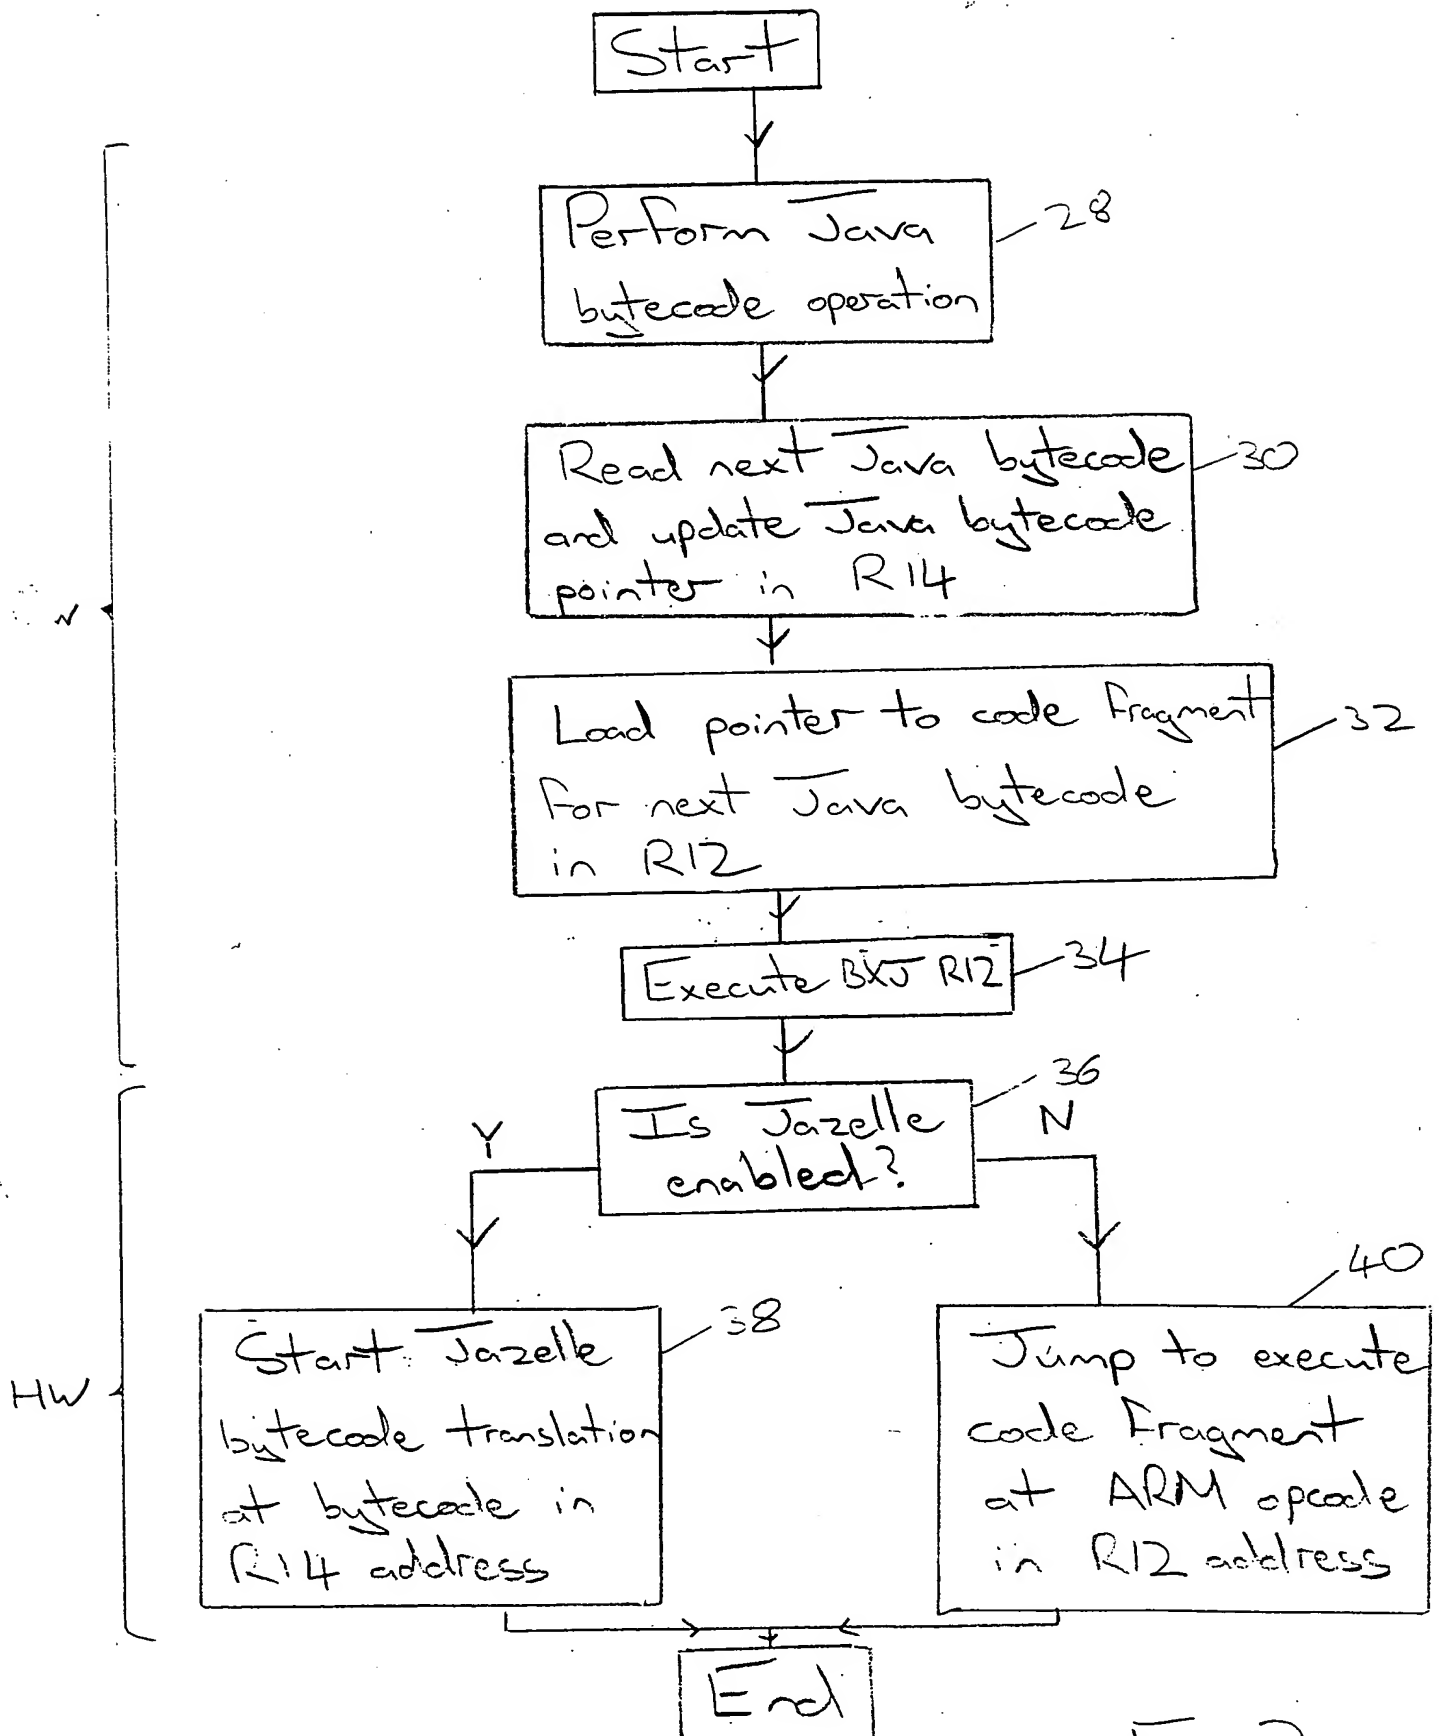 Start
Perform Java
bytecode operation
28
Read next Java bytecode
and update Java bytecode
pointer in R14
30
Load pointer to code fragment
for next Java bytecode
in R12
32
Execute BXJ R12
34
Is Jazelle
enabled?
36
Y
N
HW
Start Jazelle
bytecode translation
at bytecode in
R14 address
38
Jump to execute
code fragment
at ARM opcode
in R12 address
40
End